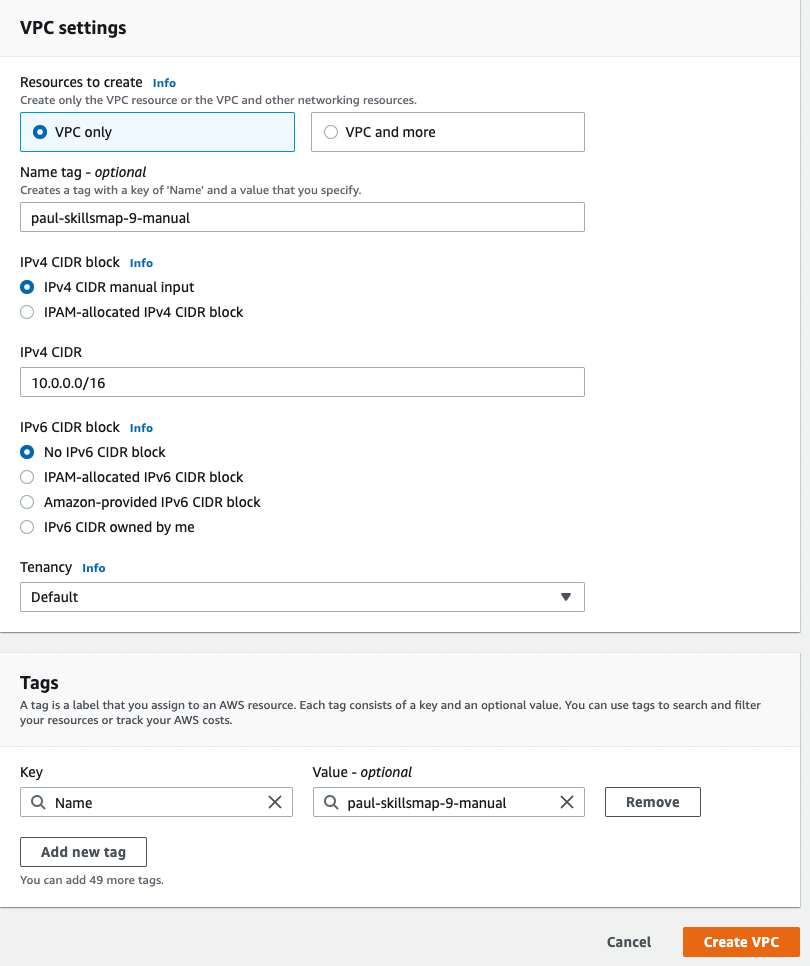 VPC settings
Resources to create Info
Create only the VPC resource or the VPC and other networking resources.
VPC only VPC and more
Name tag - optional
Creates a tag with a key of 'Name' and a value that you specify.
paul-skillsmap-9-manual
IPv4 CIDR block Info
IPv4 CIDR manual input
IPAM-allocated IPv4 CIDR block
IPv4 CIDR
10.0.0.0/16
IPv6 CIDR block Info
No IPv6 CIDR block
IPAM-allocated IPv6 CIDR block
Amazon-provided IPv6 CIDR block
IPv6 CIDR owned by me
Tenancy Info
Default
Tags
A tag is a label that you assign to an AWS resource. Each tag consists of a key and an optional value. You can use tags to search and filter
your resources or track your AWS costs.
Key Value - optional
Name paul-skillsmap-9-manual Remove
Add new tag
You can add 49 more tags.
Cancel Create VPC